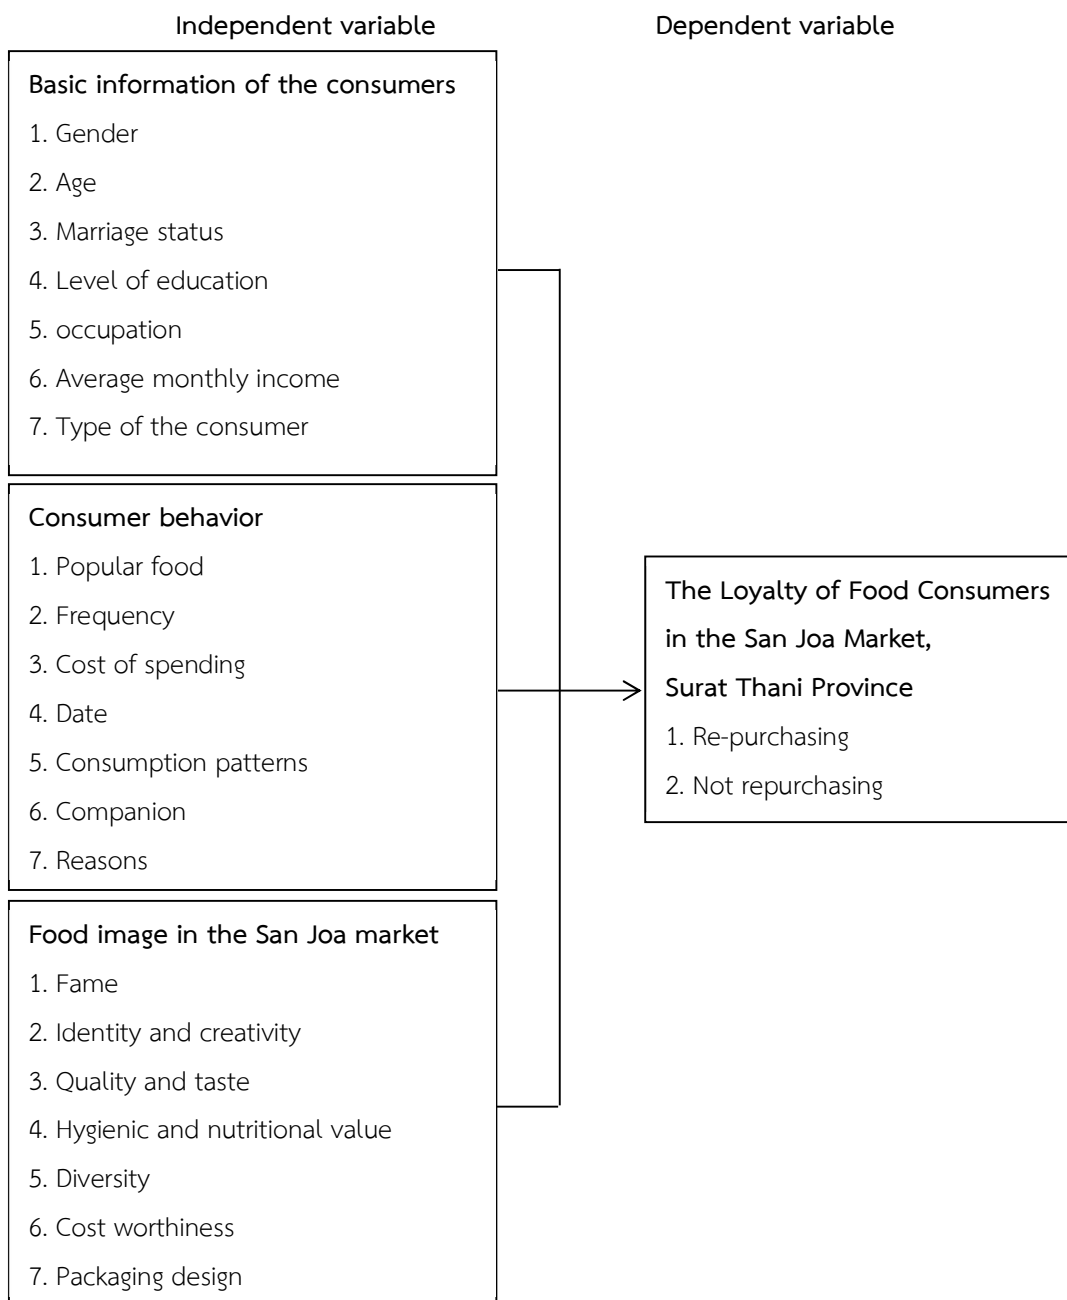 Independent variable
Dependent variable
Basic information of the consumers
1. Gender
2. Age
3. Marriage status
4. Level of education
5. occupation
6. Average monthly income
7. Type of the consumer
Consumer behavior
1. Popular food
2. Frequency
3. Cost of spending
4. Date
5. Consumption patterns
6. Companion
7. Reasons
Food image in the San Joa market
1. Fame
2. Identity and creativity
3. Quality and taste
4. Hygienic and nutritional value
5. Diversity
6. Cost worthiness
7. Packaging design
The Loyalty of Food Consumers
in the San Joa Market,
Surat Thani Province
1. Re-purchasing
2. Not repurchasing